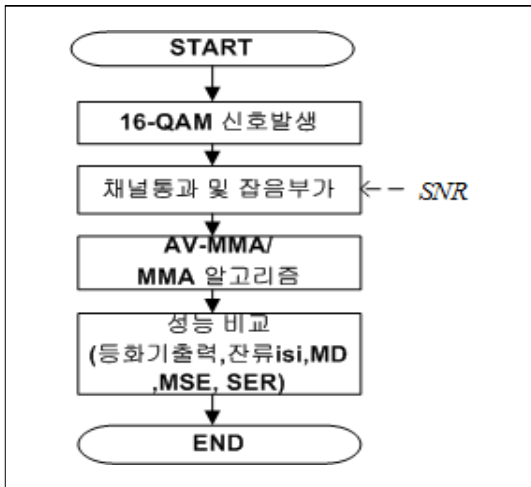 START
16-QAM 신호발생
채널통과 및 잡음부가
SNR
AV-MMA/
MMA 알고리즘
성능 비교
(등화기출력,잔류isi,MD
,MSE, SER)
END